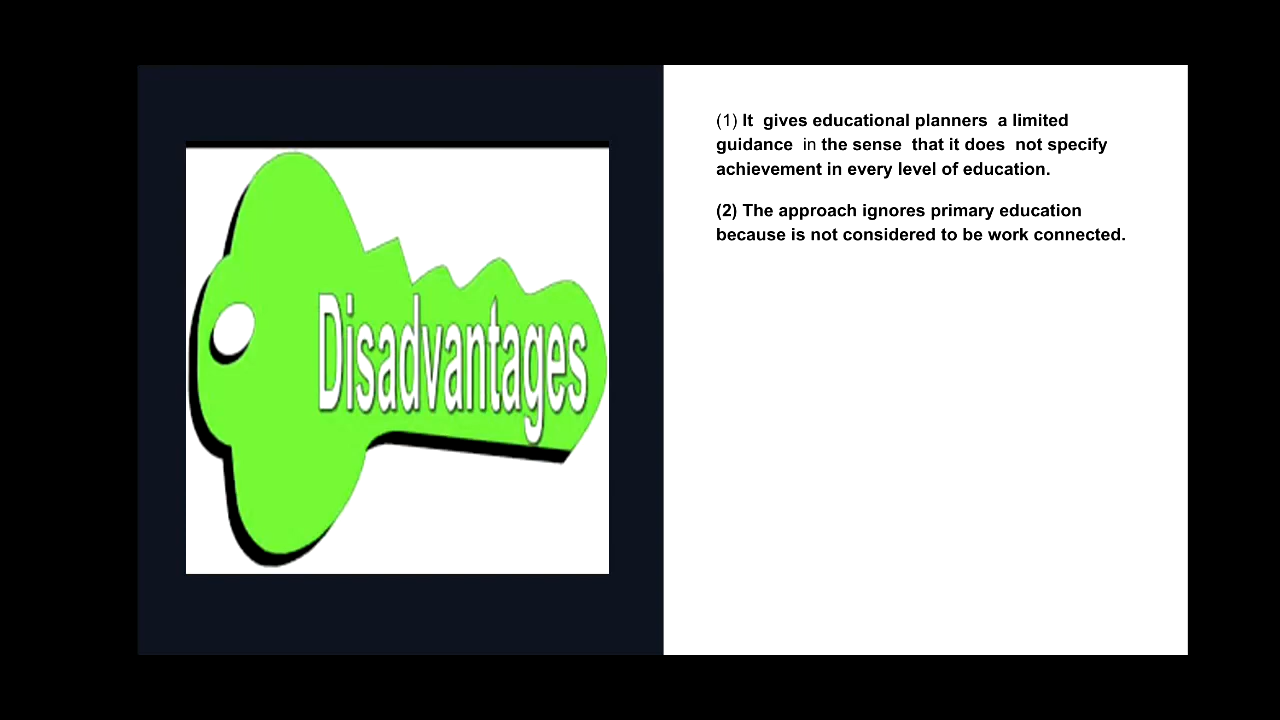 Disadvantages
(1) It gives educational planners a limited
guidance in the sense that it does not specify
achievement in every level of education.
(2) The approach ignores primary education
because is not considered to be work connected.